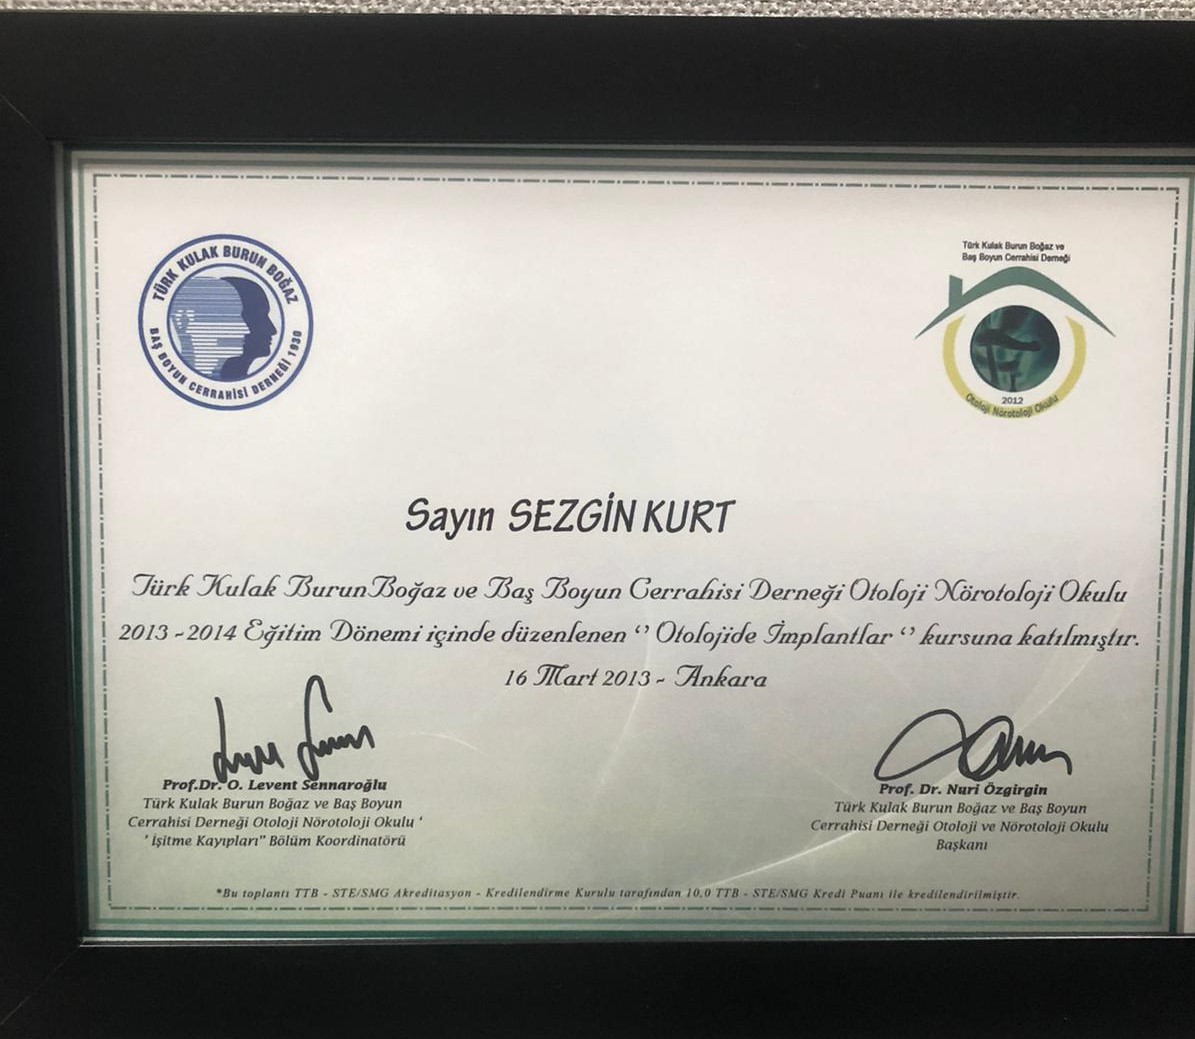 TÜRK KULAK BURUN BOĞAZ
BAŞ BOYUN CERRAHİSİ DERNEĞİ 1930
Türk Kulak Burun Boğaz ve
Baş Boyun Cerrahisi Derneği
2012
Otoloji Nörotoloji Okulu
Sayın SEZGİN KURT
Türk Kulak Burun Boğaz ve Baş Boyun Cerrahisi Derneği Otoloji Nörotoloji Okulu
2013 - 2014 Eğitim Dönemi içinde düzenlenen '' Otolojide İmplantlar '' kursuna katılmıştır.
16 Mart 2013 - Ankara
Prof.Dr. O. Levent Sennaroğlu
Türk Kulak Burun Boğaz ve Baş Boyun
Cerrahisi Derneği Otoloji Nörotoloji Okulu '
' İşitme Kayıpları" Bölüm Koordinatörü
Prof. Dr. Nuri Özgirgin
Türk Kulak Burun Boğaz ve Baş Boyun
Cerrahisi Derneği Otoloji ve Nörotoloji Okulu
Başkanı
*Bu toplantı TTB - STE/SMG Akreditasyon - Kredilendirme Kurulu tarafından 10,0 TTB - STE/SMG Kredi Puanı ile kredilendirilmiştir.